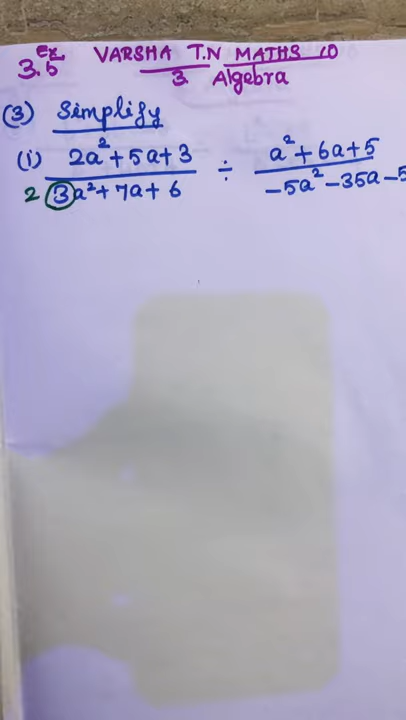 Ex. VARSHA T.N MATHS 10
3.5 3. Algebra
(3) Simplify
(i) 2a²+5a+3 ÷ a²+6a+5
2 3a²+7a+6 -5a²-35a-5